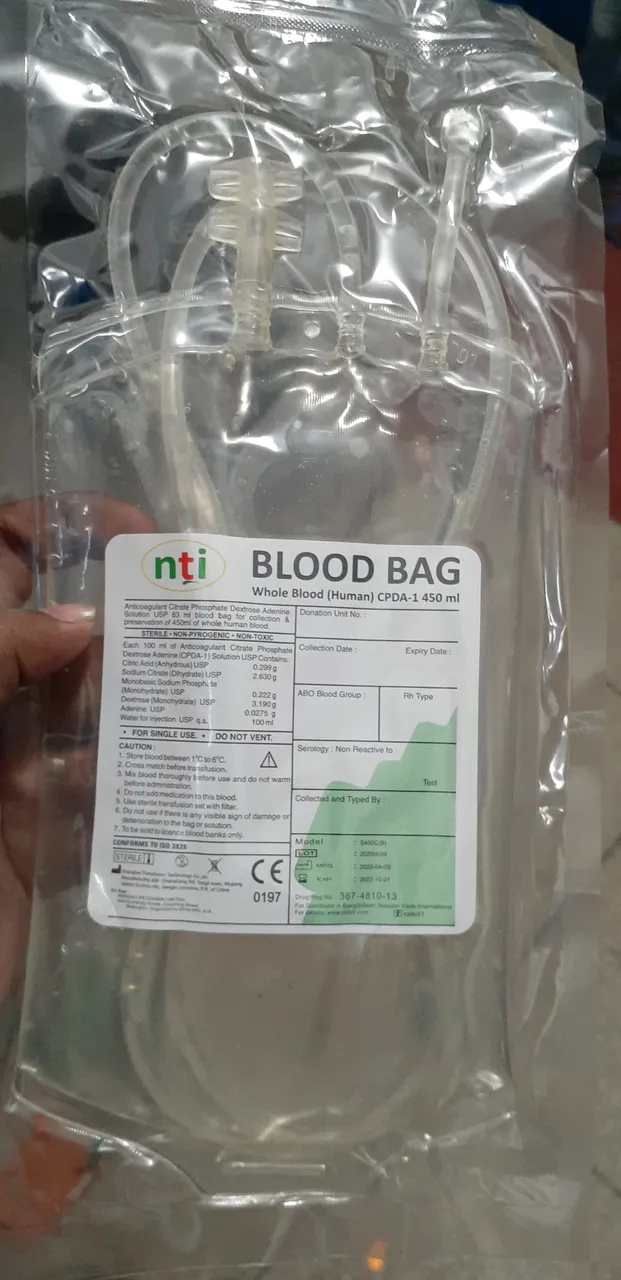 nti
BLOOD BAG
Whole Blood (Human) CPDA-1 450 ml
Anticoagulant Citrate Phosphate Dextrose Adenine
Solution USP 63 ml blood bag for collection &
preservation of 450ml of whole human blood.
STERILE • NON-PYROGENIC • NON-TOXIC
Each 100 ml of Anticoagulant Citrate Phosphate
Dextrose Adenine (CPDA-1) Solution USP Contains:
Citric Acid (Anhydrous) USP 0.299 g
Sodium Citrate (Dihydrate) USP 2.630 g
Monobasic Sodium Phosphate
(Monohydrate) USP 0.222 g
Dextrose (Monohydrate) USP 3.190 g
Adenine USP 0.0275 g
Water for injection USP q.s. 100 ml
• FOR SINGLE USE. • DO NOT VENT.
CAUTION :
1. Store blood between 1°C to 6°C.
2. Cross match before transfusion.
3. Mix blood thoroughly before use and do not warm
before administration.
4. Do not add medication to this blood.
5. Use sterile transfusion set with filter.
6. Do not use if there is any visible sign of damage or
deterioration to the bag or solution.
7. To be sold to licence blood banks only.
CONFORMS TO ISO 3826
STERILE
CE
0197
Donation Unit No. :
Collection Date : Expiry Date :
ABO Blood Group : Rh Type
Serology : Non Reactive to
Test
Collected and Typed By :
Model :
LOT :
Drug Reg No. 367-4810-13